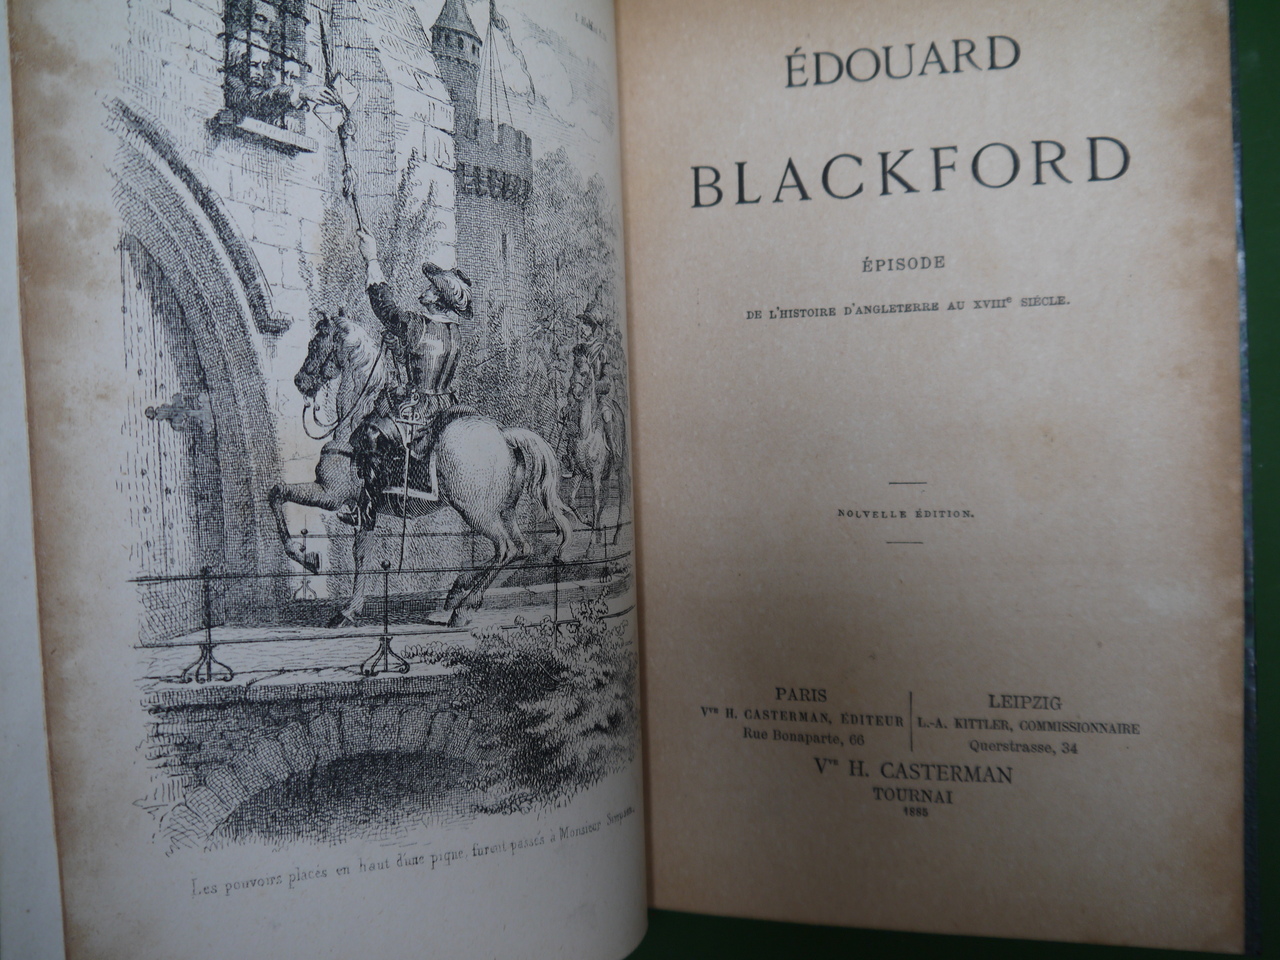 Les pouvoirs placés en haut d'une pique, furent passés à Monsieur
ÉDOUARD
BLACKFORD
ÉPISODE
DE L'HISTOIRE D'ANGLETERRE AU XVIIIe SIÈCLE.
NOUVELLE ÉDITION.
PARIS
Vve H. CASTERMAN, ÉDITEUR
Rue Bonaparte, 66
LEIPZIG
L.-A. KITTLER, COMMISSIONNAIRE
Querstrasse, 34
Vve H. CASTERMAN
TOURNAI
1885